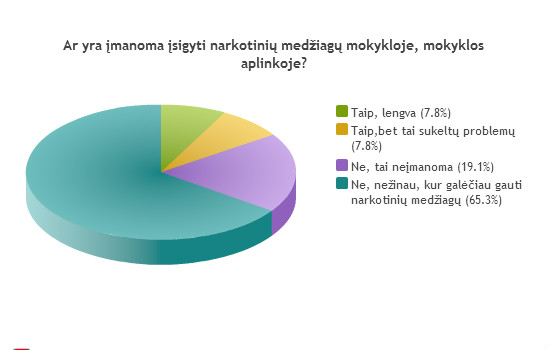 Ar yra įmanoma įsigyti narkotinių medžiagų mokykloje, mokyklos
aplinkoje?
Taip, lengva (7.8%)
Taip,bet tai sukeltų problemų
(7.8%)
Ne, tai neįmanoma (19.1%)
Ne, nežinau, kur galėčiau gauti
narkotinių medžiagų (65.3%)